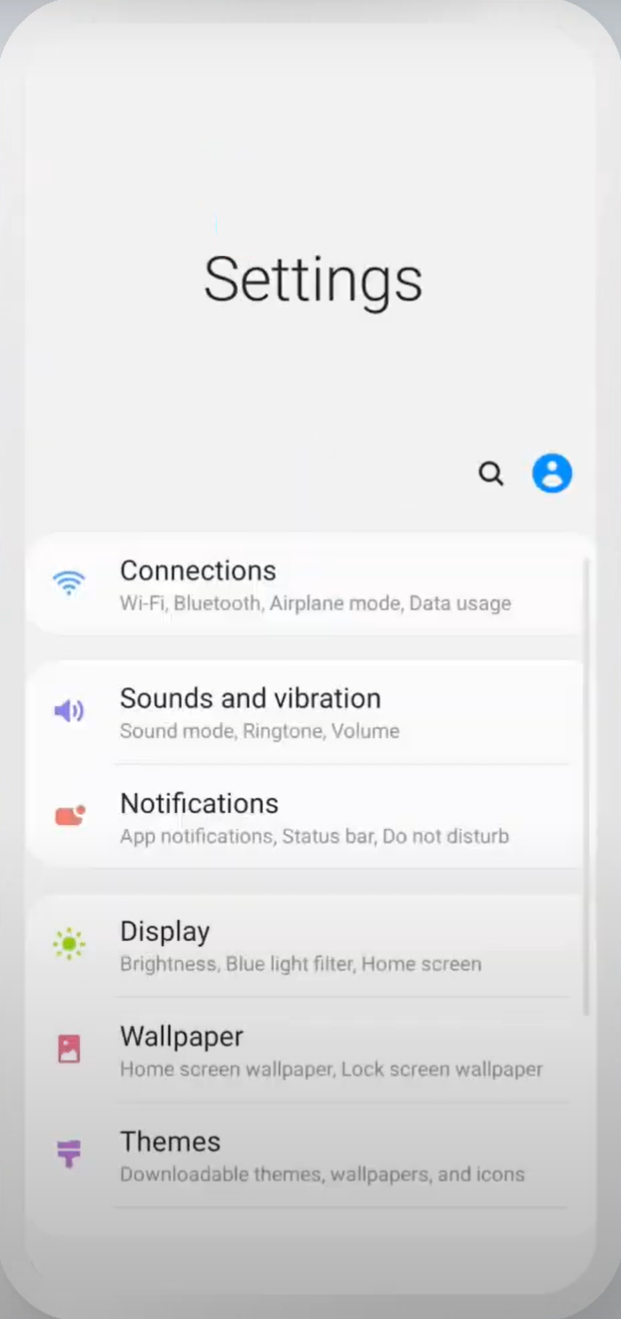 Settings
Connections
Wi-Fi, Bluetooth, Airplane mode, Data usage
Sounds and vibration
Sound mode, Ringtone, Volume
Notifications
App notifications, Status bar, Do not disturb
Display
Brightness, Blue light filter, Home screen
Wallpaper
Home screen wallpaper, Lock screen wallpaper
Themes
Downloadable themes, wallpapers, and icons